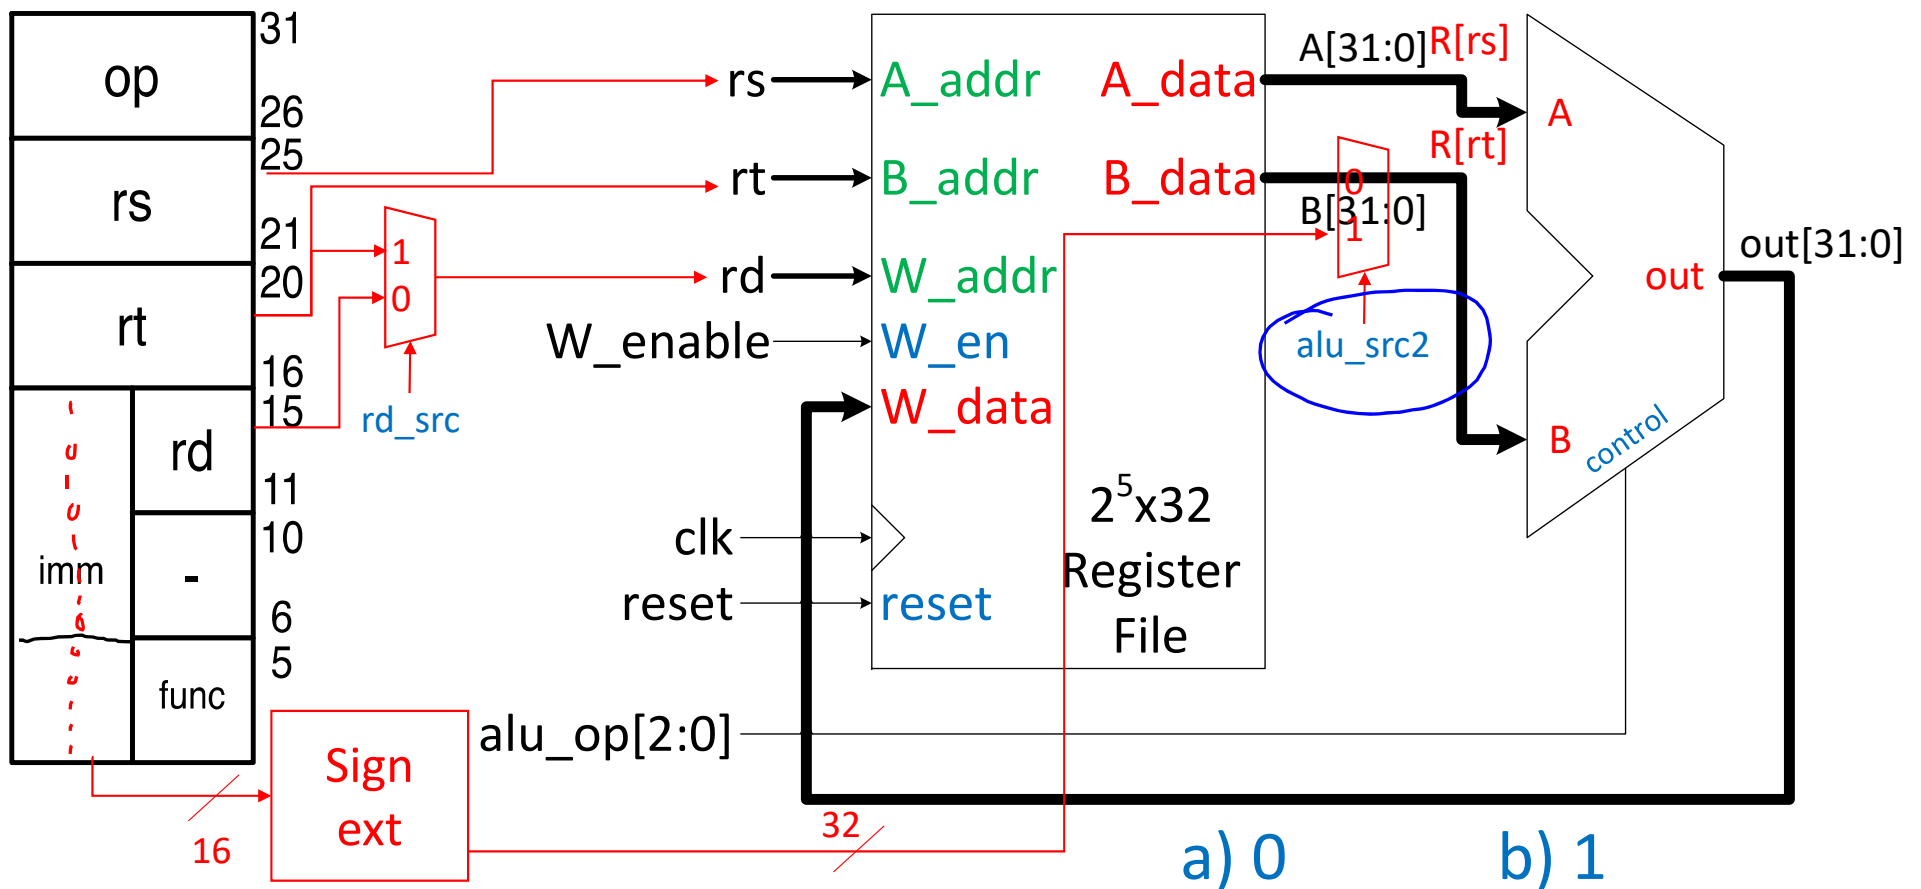 op
31
26
rs
25
21
rt
20
16
imm
rd
15
11
-
10
6
func
5
1
0
rd_src
Sign
ext
16
32
rs
rt
rd
W_enable
clk
reset
alu_op[2:0]
A_addr
B_addr
W_addr
W_en
W_data
reset
A_data
B_data
2⁵x32
Register
File
A[31:0]
R[rs]
R[rt]
B[31:0]
0
1
alu_src2
A
B
out
control
out[31:0]
a) 0
b) 1